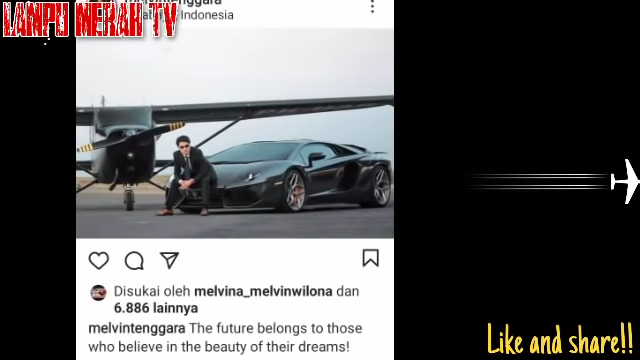 LAMPU MERAH TV
Indonesia
Disukai oleh melvina_melvinwilona dan
6.886 lainnya
melvintenggara The future belongs to those
who believe in the beauty of their dreams!
Like and share!!